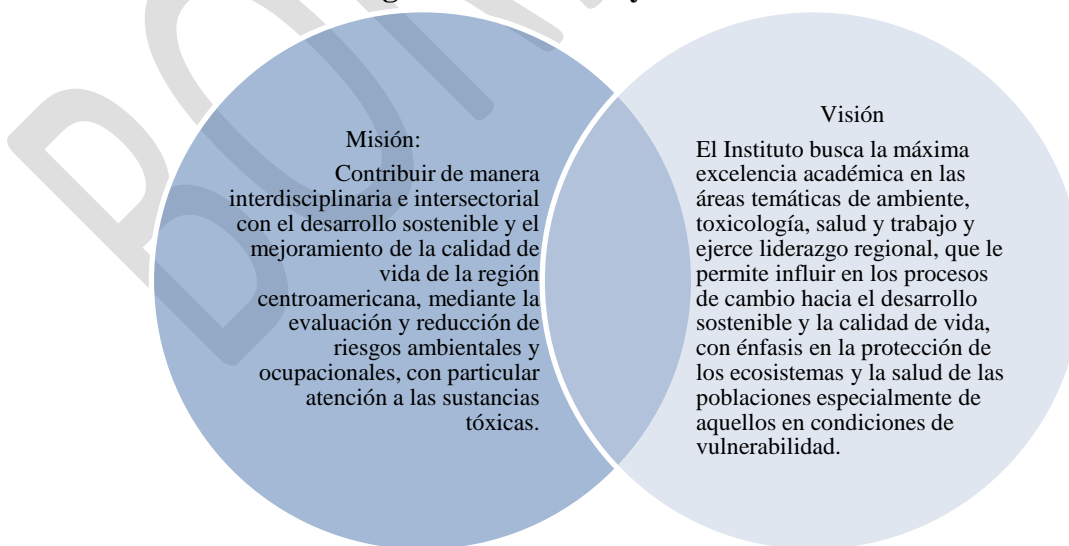 Misión:
Contribuir de manera
interdisciplinaria e intersectorial
con el desarrollo sostenible y el
mejoramiento de la calidad de
vida de la región
centroamericana, mediante la
evaluación y reducción de
riesgos ambientales y
ocupacionales, con particular
atención a las sustancias
tóxicas.
Visión
El Instituto busca la máxima
excelencia académica en las
áreas temáticas de ambiente,
toxicología, salud y trabajo y
ejerce liderazgo regional, que le
permite influir en los procesos
de cambio hacia el desarrollo
sostenible y la calidad de vida,
con énfasis en la protección de
los ecosistemas y la salud de las
poblaciones especialmente de
aquellos en condiciones de
vulnerabilidad.